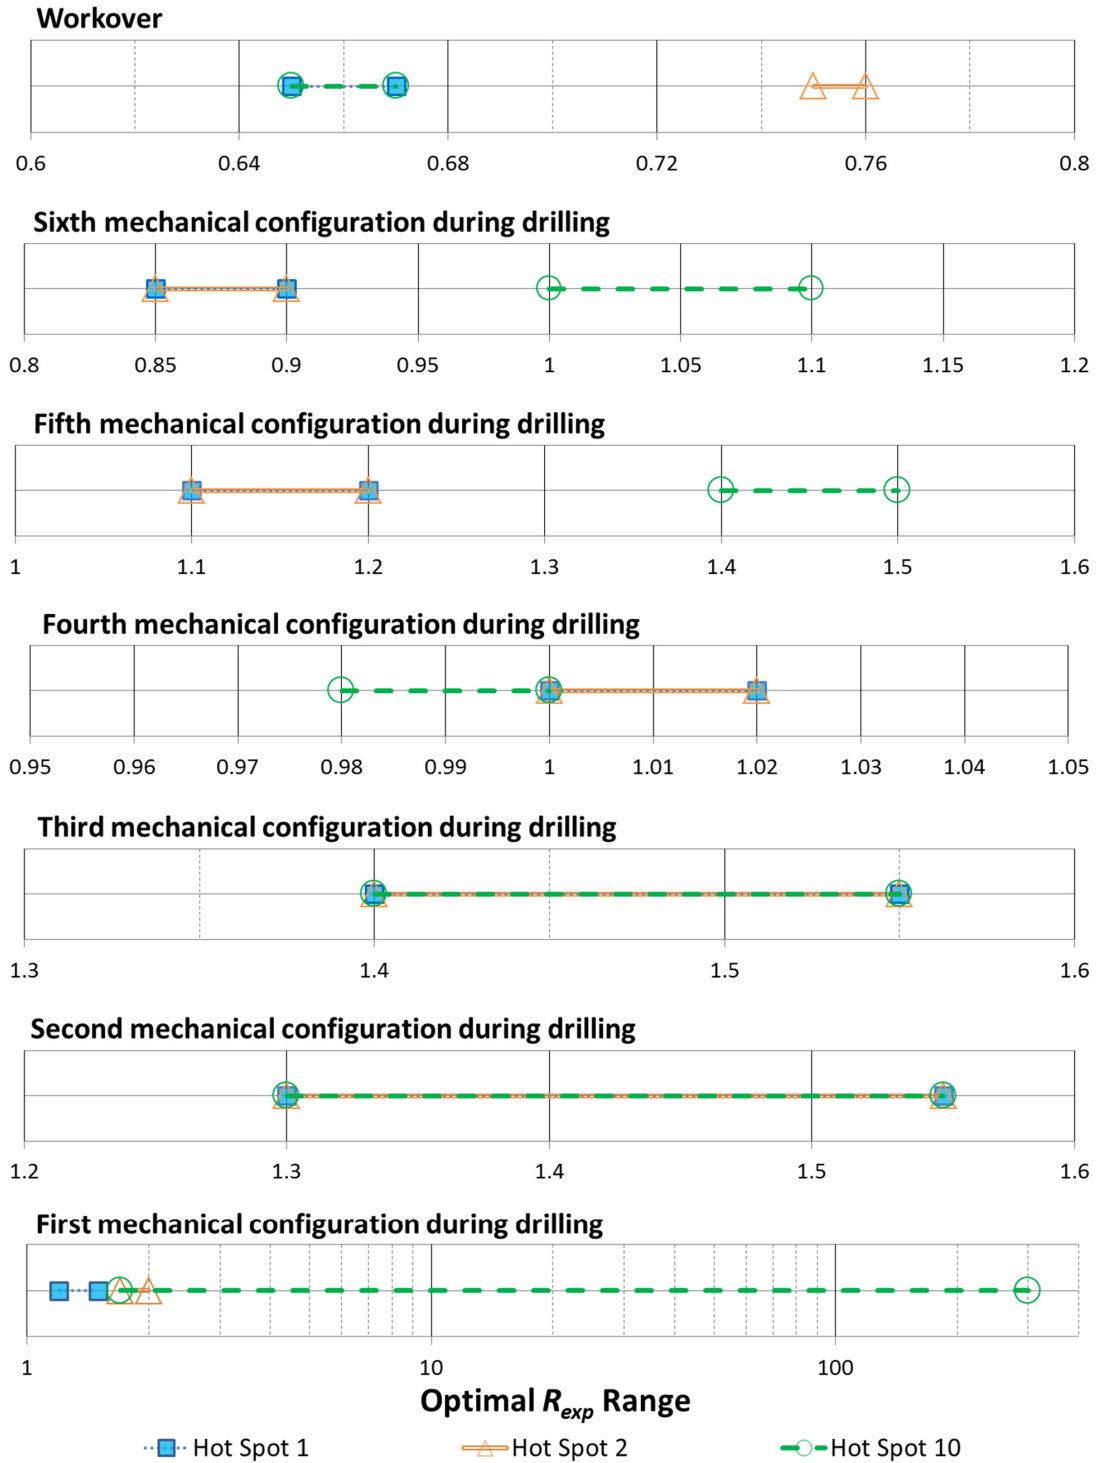 Workover
0.6 0.64 0.68 0.72 0.76 0.8
Sixth mechanical configuration during drilling
0.8 0.85 0.9 0.95 1 1.05 1.1 1.15 1.2
Fifth mechanical configuration during drilling
1 1.1 1.2 1.3 1.4 1.5 1.6
Fourth mechanical configuration during drilling
0.95 0.96 0.97 0.98 0.99 1 1.01 1.02 1.03 1.04 1.05
Third mechanical configuration during drilling
1.3 1.4 1.5 1.6
Second mechanical configuration during drilling
1.2 1.3 1.4 1.5 1.6
First mechanical configuration during drilling
1 10 100
Optimal Rexp Range
Hot Spot 1 Hot Spot 2 Hot Spot 10